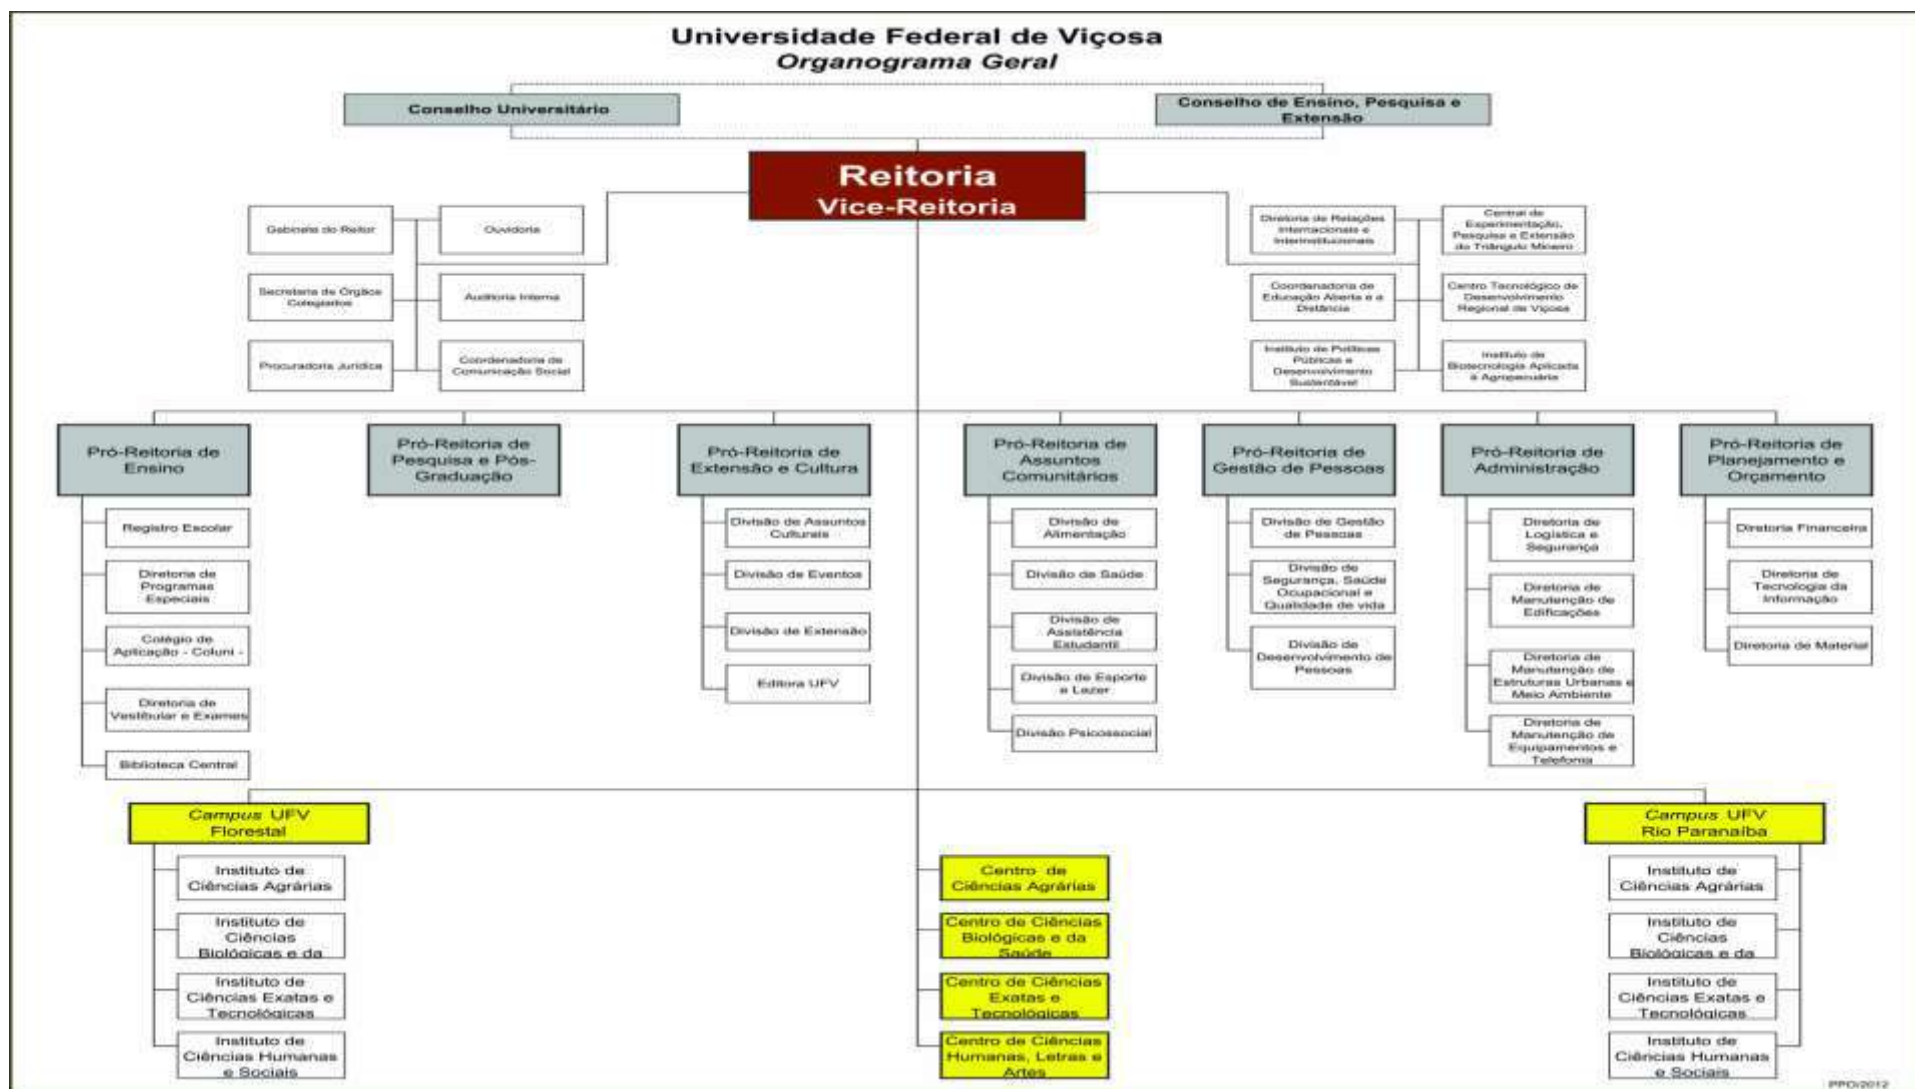 Universidade Federal de Viçosa
Organograma Geral
Conselho Universitário
Conselho de Ensino, Pesquisa e
Extensão
Reitoria
Vice-Reitoria
Gabinete do Reitor
Ouvidoria
Secretaria de Órgãos
Colegiados
Auditoria Interna
Procuradoria Jurídica
Coordenadoria de
Comunicação Social
Diretoria de Relações
Internacionais e
Interinstitucionais
Central de
Experimentação,
Pesquisa e Extensão
do Triângulo Mineiro
Coordenadoria de
Educação Aberta e a
Distância
Centro Tecnológico de
Desenvolvimento
Regional de Viçosa
Instituto de Políticas
Públicas e
Desenvolvimento
Sustentável
Instituto de
Biotecnologia Aplicada
à Agropecuária
Pró-Reitoria de
Ensino
Pró-Reitoria de
Pesquisa e Pós-
Graduação
Pró-Reitoria de
Extensão e Cultura
Pró-Reitoria de
Assuntos
Comunitários
Pró-Reitoria de
Gestão de Pessoas
Pró-Reitoria de
Administração
Pró-Reitoria de
Planejamento e
Orçamento
Registro Escolar
Diretoria de
Programas
Especiais
Colégio de
Aplicação - Coluni -
Diretoria de
Vestibular e Exames
Biblioteca Central
Divisão de Assuntos
Culturais
Divisão de Eventos
Divisão de Extensão
Editora UFV
Divisão de
Alimentação
Divisão de Saúde
Divisão de
Assistência
Estudantil
Divisão de Esporte
e Lazer
Divisão Psicossocial
Divisão de Gestão
de Pessoas
Divisão de
Segurança, Saúde
Ocupacional e
Qualidade de vida
Divisão de
Desenvolvimento de
Pessoas
Diretoria de
Logística e
Segurança
Diretoria de
Manutenção de
Edificações
Diretoria de
Manutenção de
Estruturas Urbanas e
Meio Ambiente
Diretoria de
Manutenção de
Equipamentos e
Telefonia
Diretoria Financeira
Diretoria de
Tecnologia da
Informação
Diretoria de Material
Campus UFV
Florestal
Instituto de
Ciências Agrárias
Instituto de
Ciências
Biológicas e da
Instituto de
Ciências Exatas e
Tecnológicas
Instituto de
Ciências Humanas
e Sociais
Centro de
Ciências Agrárias
Centro de Ciências
Biológicas e da
Saúde
Centro de Ciências
Exatas e
Tecnológicas
Centro de Ciências
Humanas, Letras e
Artes
Campus UFV
Rio Paranaíba
Instituto de
Ciências Agrárias
Instituto de
Ciências
Biológicas e da
Instituto de
Ciências Exatas e
Tecnológicas
Instituto de
Ciências Humanas
e Sociais
PPO/2012